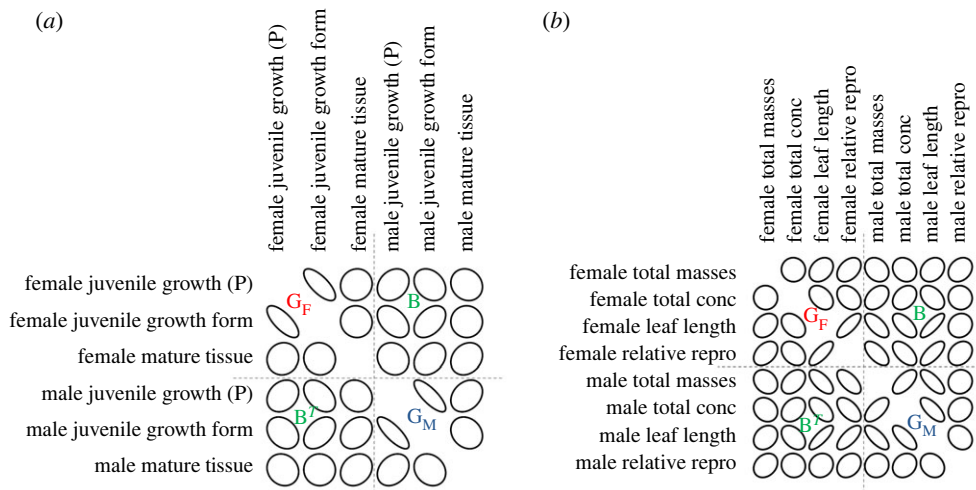 (a)
female juvenile growth (P)
female juvenile growth form
female mature tissue
male juvenile growth (P)
male juvenile growth form
male mature tissue
female juvenile growth (P)
female juvenile growth form
female mature tissue
male juvenile growth (P)
male juvenile growth form
male mature tissue
G_F
B
B^T
G_M
(b)
female total masses
female total conc
female leaf length
female relative repro
male total masses
male total conc
male leaf length
male relative repro
female total masses
female total conc
female leaf length
female relative repro
male total masses
male total conc
male leaf length
male relative repro
G_F
B
B^T
G_M